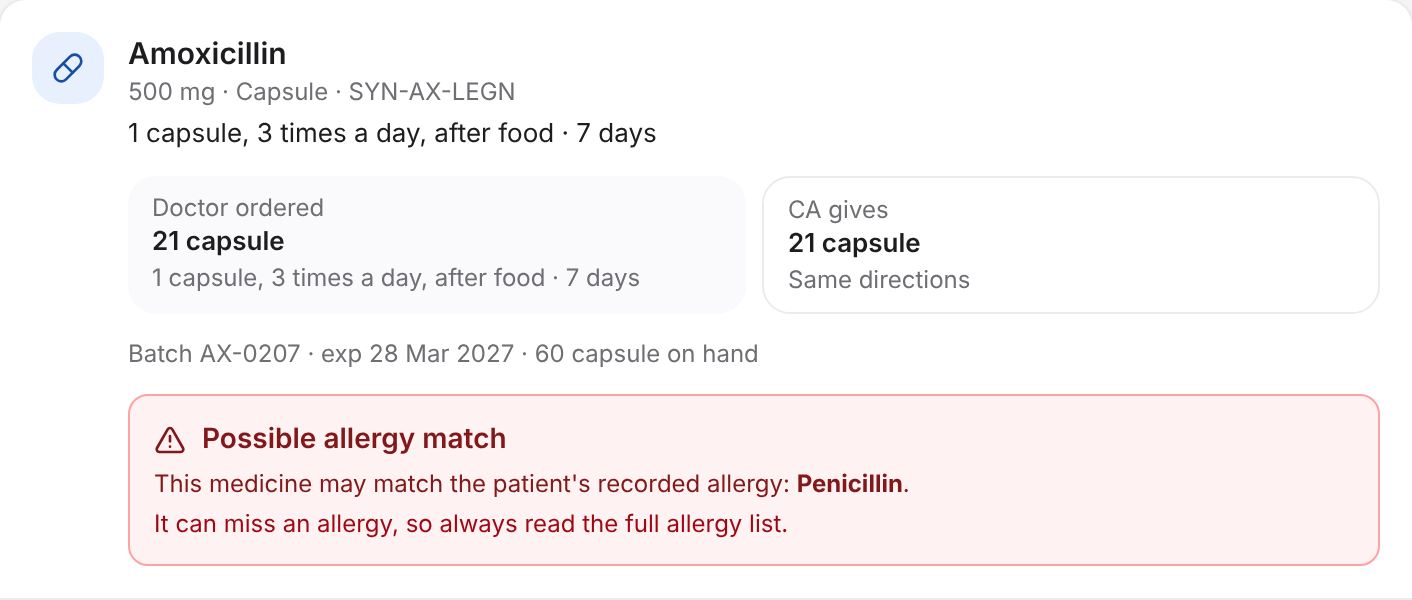 Amoxicillin
500 mg · Capsule · SYN-AX-LEGN
1 capsule, 3 times a day, after food · 7 days
Doctor ordered
21 capsule
1 capsule, 3 times a day, after food · 7 days
CA gives
21 capsule
Same directions
Batch AX-0207 · exp 28 Mar 2027 · 60 capsule on hand
Possible allergy match
This medicine may match the patient's recorded allergy: Penicillin.
It can miss an allergy, so always read the full allergy list.